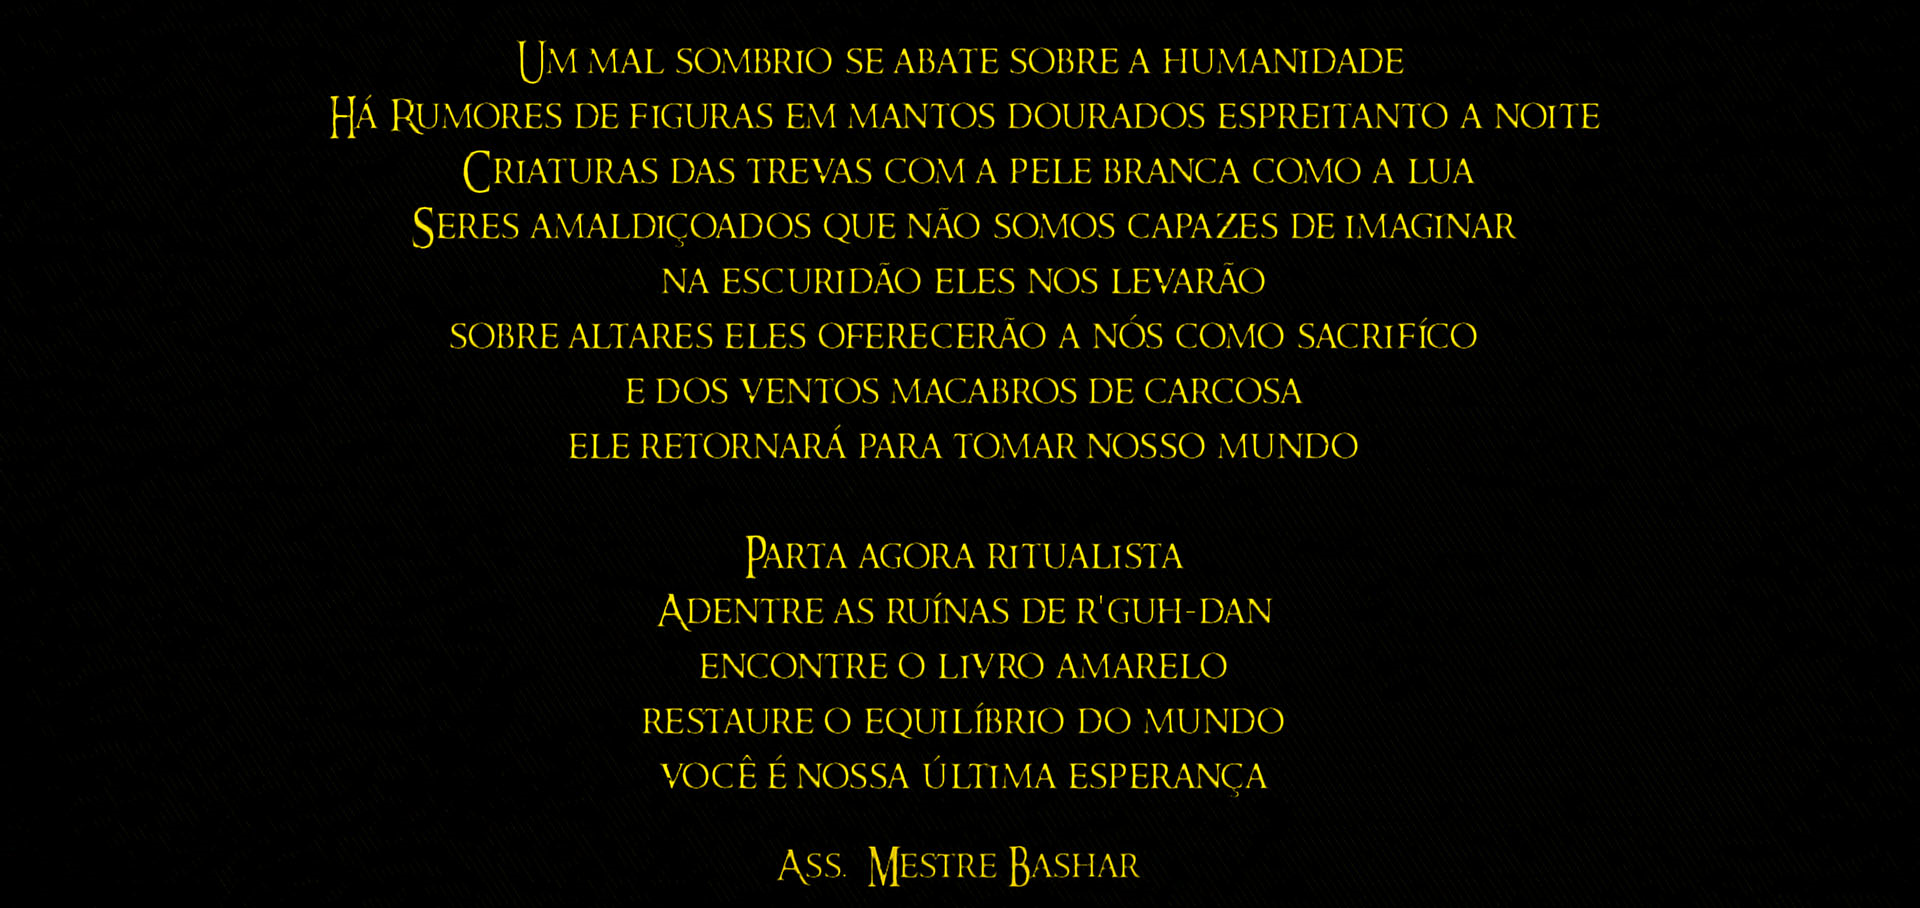 Um mal sombrio se abate sobre a humanidade
Há Rumores de figuras em mantos dourados espreitanto a noite
Criaturas das trevas com a pele branca como a lua
Seres amaldiçoados que não somos capazes de imaginar
na escuridão eles nos levarão
sobre altares eles oferecerão a nós como sacrifíco
e dos ventos macabros de carcosa
ele retornará para tomar nosso mundo
Parta agora ritualista
Adentre as ruínas de r'guh-dan
encontre o livro amarelo
restaure o equilíbrio do mundo
você é nossa última esperança
Ass. Mestre Bashar